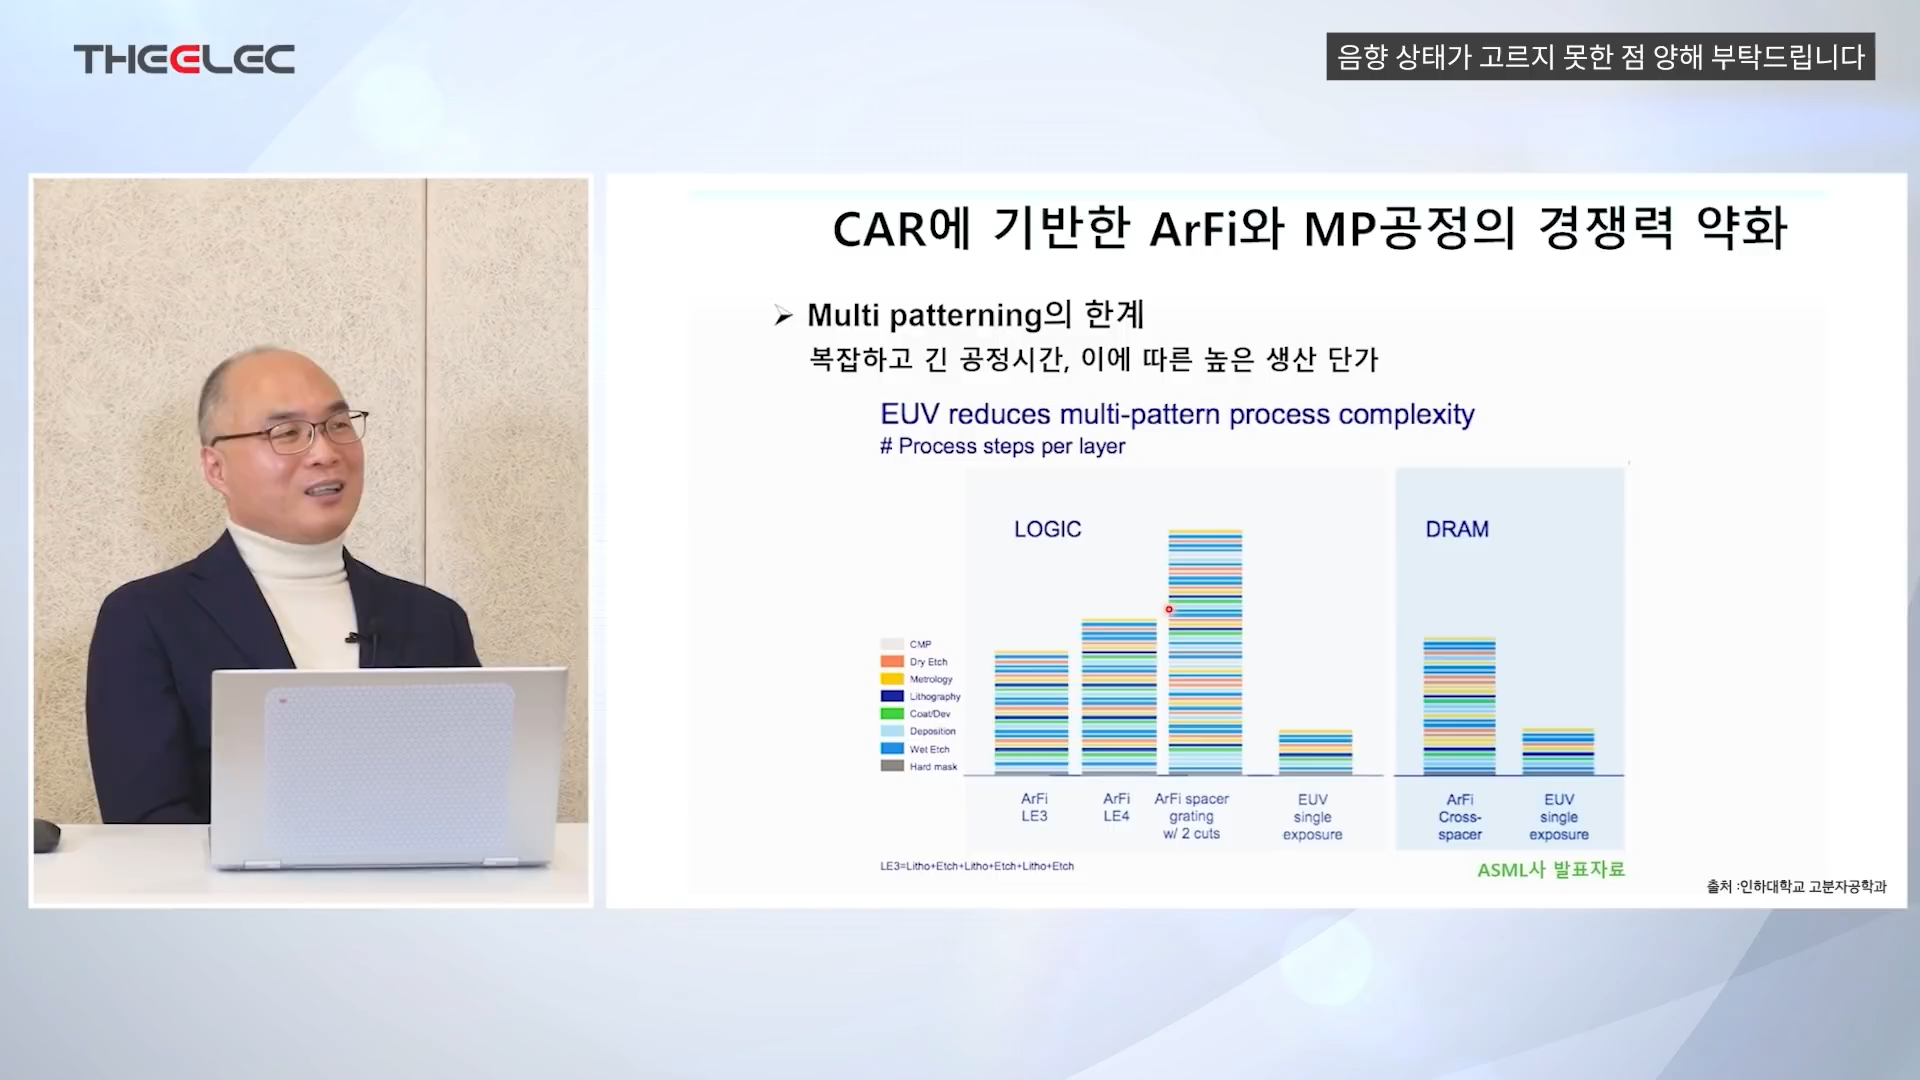 THEELEC
음향 상태가 고르지 못한 점 양해 부탁드립니다
CAR에 기반한 ArFi와 MP공정의 경쟁력 약화
➢ Multi patterning의 한계
복잡하고 긴 공정시간, 이에 따른 높은 생산 단가
EUV reduces multi-pattern process complexity
# Process steps per layer
LOGIC
DRAM
CMP
Dry Etch
Metrology
Lithography
Coat/Dev
Deposition
Wet Etch
Hard mask
ArFi
LE3
ArFi
LE4
ArFi spacer
grating
w/ 2 cuts
EUV
single
exposure
ArFi
Cross-
spacer
EUV
single
exposure
LE3=Litho+Etch+Litho+Etch+Litho+Etch
ASML사 발표자료
출처 :인하대학교 고분자공학과